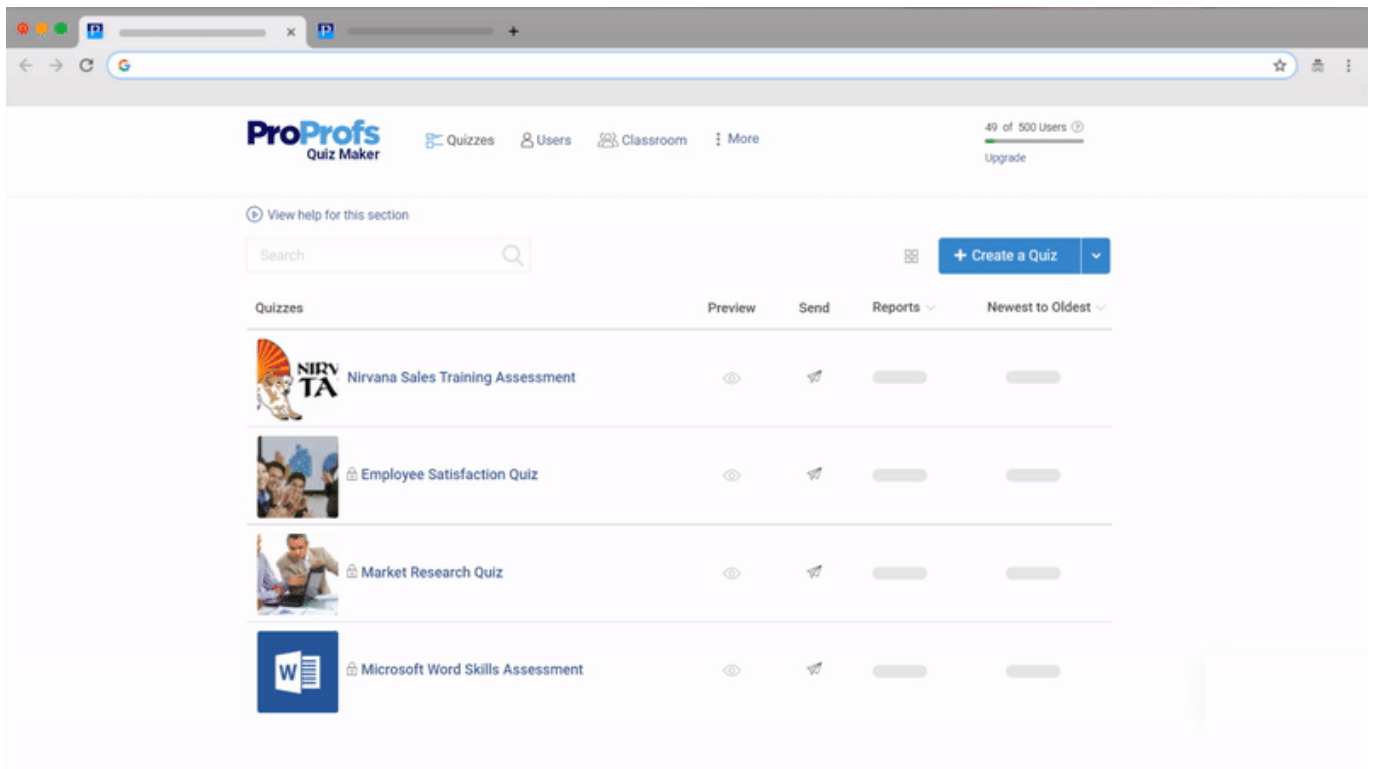 ProProfs
Quiz Maker
Quizzes
Users
Classroom
More
49 of 500 Users
Upgrade
View help for this section
Search
+ Create a Quiz
Quizzes
Preview
Send
Reports
Newest to Oldest
NIRV
TA
Nirvana Sales Training Assessment
Employee Satisfaction Quiz
Market Research Quiz
W
Microsoft Word Skills Assessment